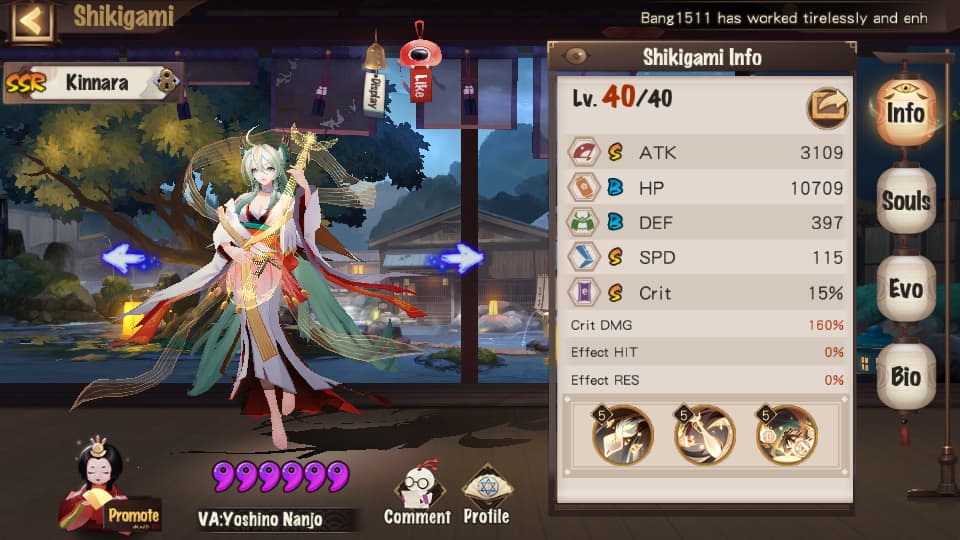 Shikigami
Bang1511 has worked tirelessly and enh
SSR Kinnara
Display
Like
Shikigami Info
Lv. 40/40
S ATK 3109
B HP 10709
B DEF 397
S SPD 115
S Crit 15%
Crit DMG 160%
Effect HIT 0%
Effect RES 0%
5 5 5
Info
Souls
Evo
Bio
Promote
VA:Yoshino Nanjo
Comment
Profile